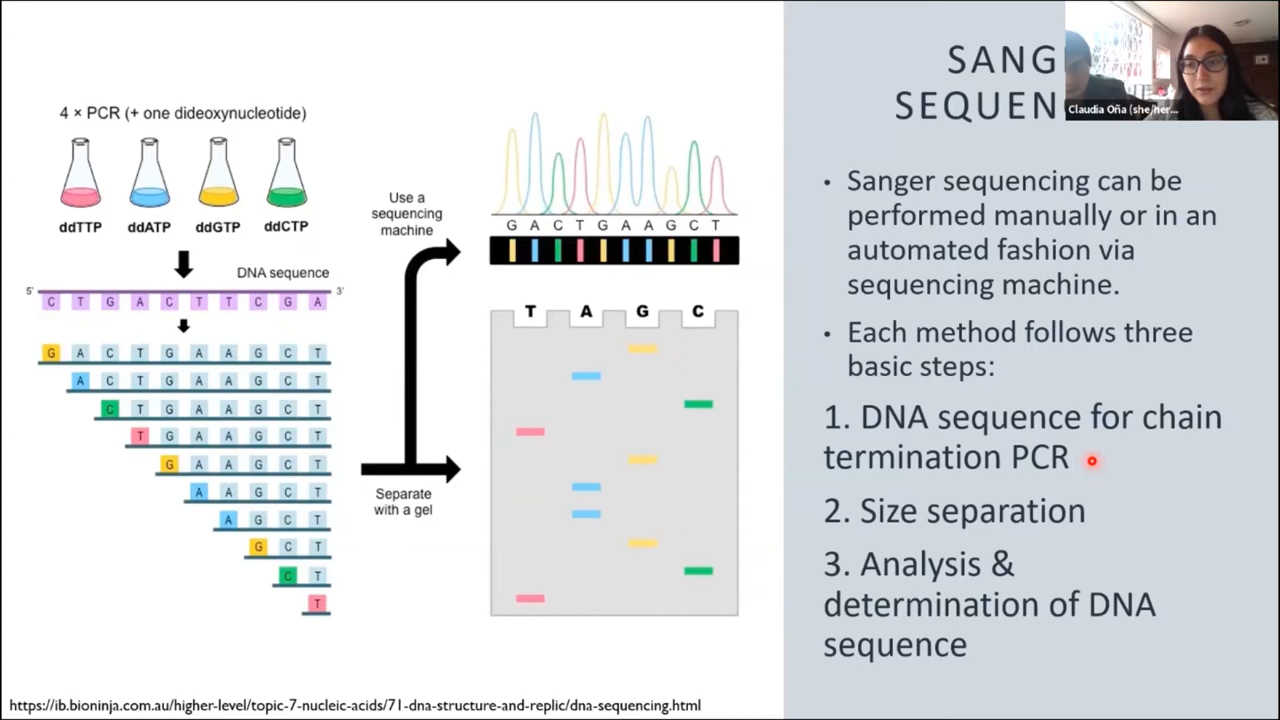 4 × PCR (+ one dideoxynucleotide)
ddTTP ddATP ddGTP ddCTP
DNA sequence
5' 3'
C T G A C T T C G A
G A C T G A A G C T
A C T G A A G C T
C T G A A G C T
T G A A G C T
G A A G C T
A A G C T
A G C T
G C T
C T
T
Use a
sequencing
machine
Separate
with a gel
G A C T G A A G C T
T A G C
https://ib.bioninja.com.au/higher-level/topic-7-nucleic-acids/71-dna-structure-and-replic/dna-sequencing.html
SANG
SEQUEN
Claudia Oña (she/her...
• Sanger sequencing can be
performed manually or in an
automated fashion via
sequencing machine.
• Each method follows three
basic steps:
1. DNA sequence for chain
termination PCR
2. Size separation
3. Analysis &
determination of DNA
sequence